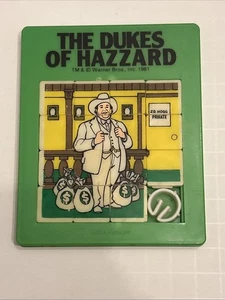 THE DUKES
OF HAZZARD
TM & © Warner Bros., Inc. 1981
J.D. HOGG
PRIVATE
$
$
$
$